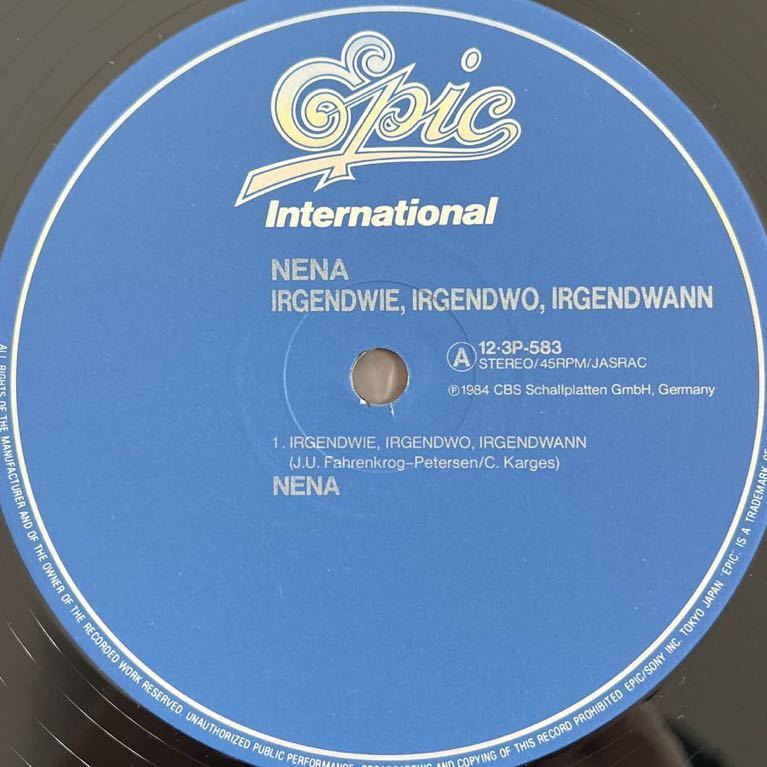 Epic
International
NENA
IRGENDWIE, IRGENDWO, IRGENDWANN
A 12·3P-583
STEREO/45RPM/JASRAC
℗1984 CBS Schallplatten GmbH, Germany
1. IRGENDWIE, IRGENDWO, IRGENDWANN
(J.U. Fahrenkrog-Petersen/C. Karges)
NENA
ALL RIGHTS OF THE MANUFACTURER AND OF THE OWNER OF THE RECORDED WORK RESERVED. UNAUTHORIZED PUBLIC PERFORMANCE, BROADCASTING AND COPYING OF THIS RECORD PROHIBITED EPIC/SONY INC. TOKYO JAPAN "EPIC" IS A TRADEMARK OF